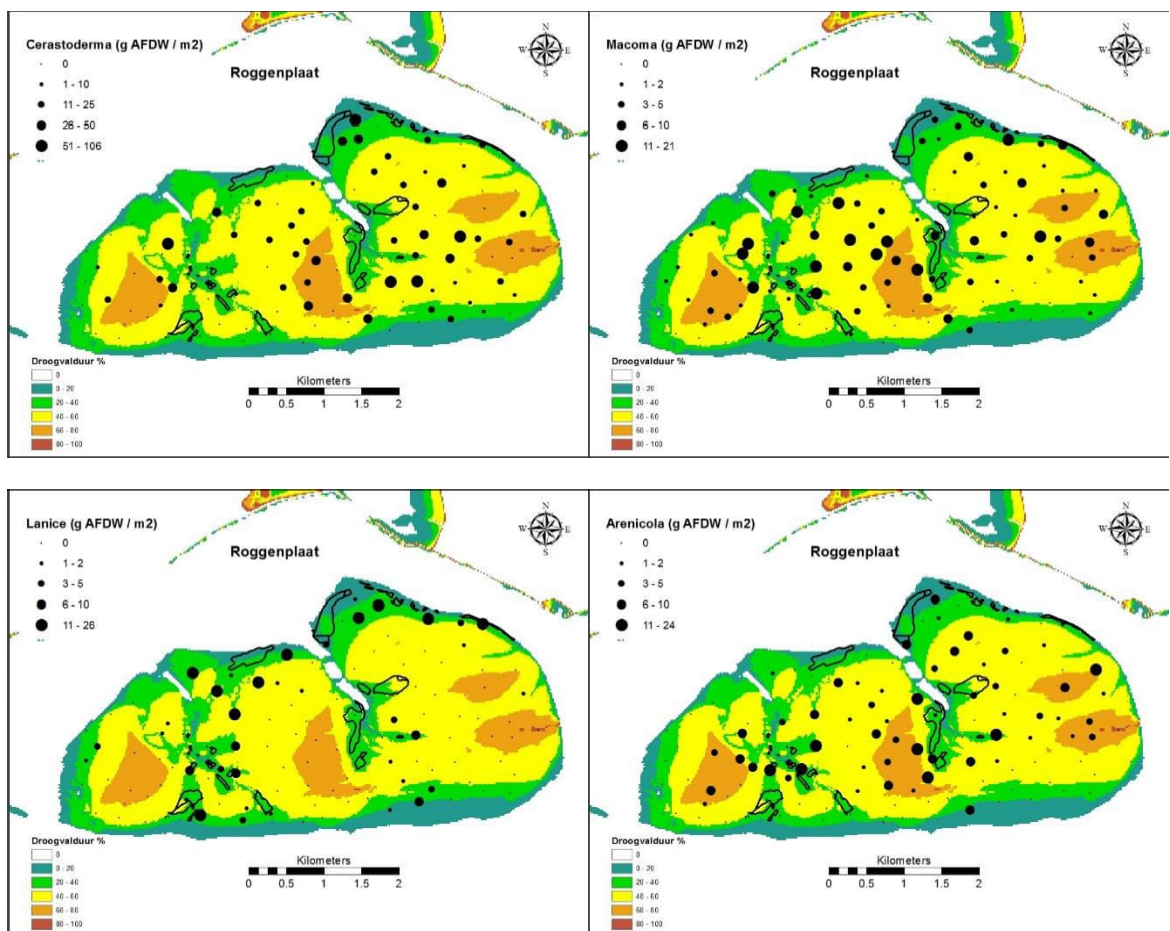 Cerastoderma (g AFDW / m2)
0
1 - 10
11 - 25
26 - 50
51 - 106
Roggenplaat
N
W E
S
Droogvalduur %
0
0 - 20
20 - 40
40 - 60
60 - 80
80 - 100
Kilometers
0 0.5 1 1.5 2
Macoma (g AFDW / m2)
0
1 - 2
3 - 5
6 - 10
11 - 21
Roggenplaat
N
W E
S
Droogvalduur %
0
0 - 20
20 - 40
40 - 60
60 - 80
80 - 100
Kilometers
0 0.5 1 1.5 2
Lanice (g AFDW / m2)
0
1 - 2
3 - 5
6 - 10
11 - 26
Roggenplaat
N
W E
S
Droogvalduur %
0
0 - 20
20 - 40
40 - 60
60 - 80
80 - 100
Kilometers
0 0.5 1 1.5 2
Arenicola (g AFDW / m2)
0
1 - 2
3 - 5
6 - 10
11 - 24
Roggenplaat
N
W E
S
Droogvalduur %
0
0 - 20
20 - 40
40 - 60
60 - 80
80 - 100
Kilometers
0 0.5 1 1.5 2